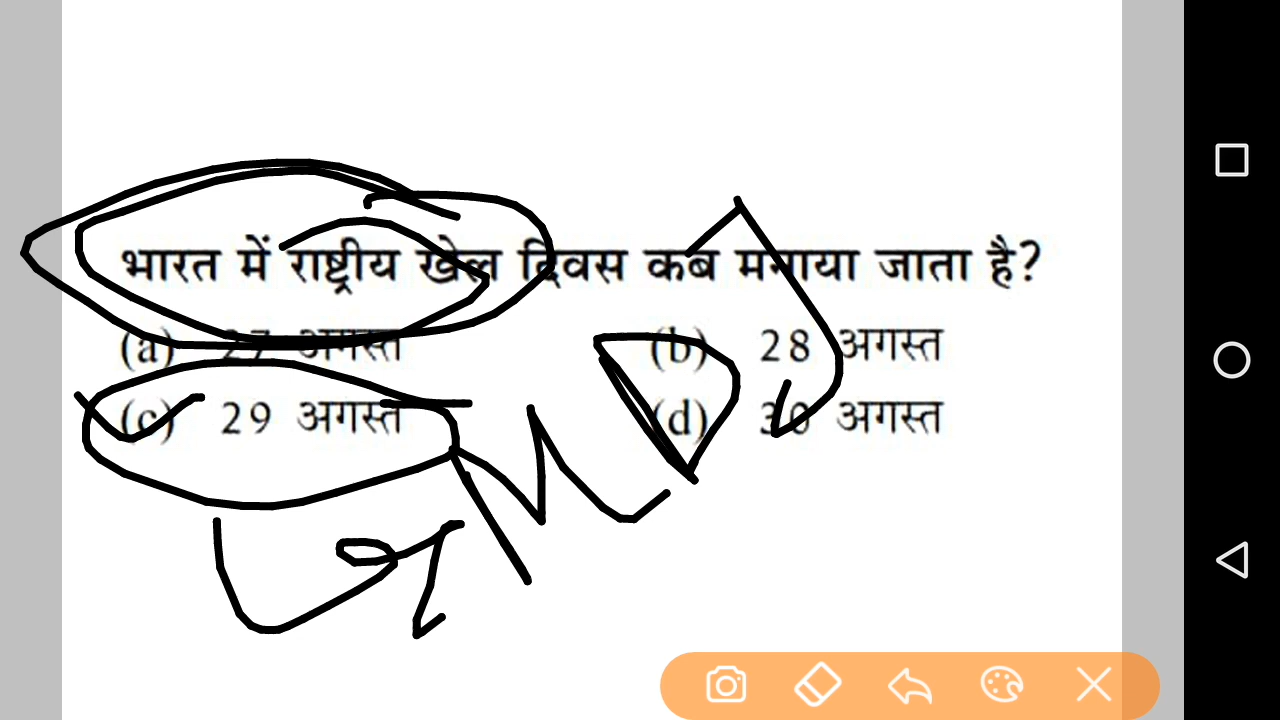 भारत में राष्ट्रीय खेल दिवस कब मनाया जाता है?
(a) 27 अगस्त (b) 28 अगस्त
(c) 29 अगस्त (d) 30 अगस्त